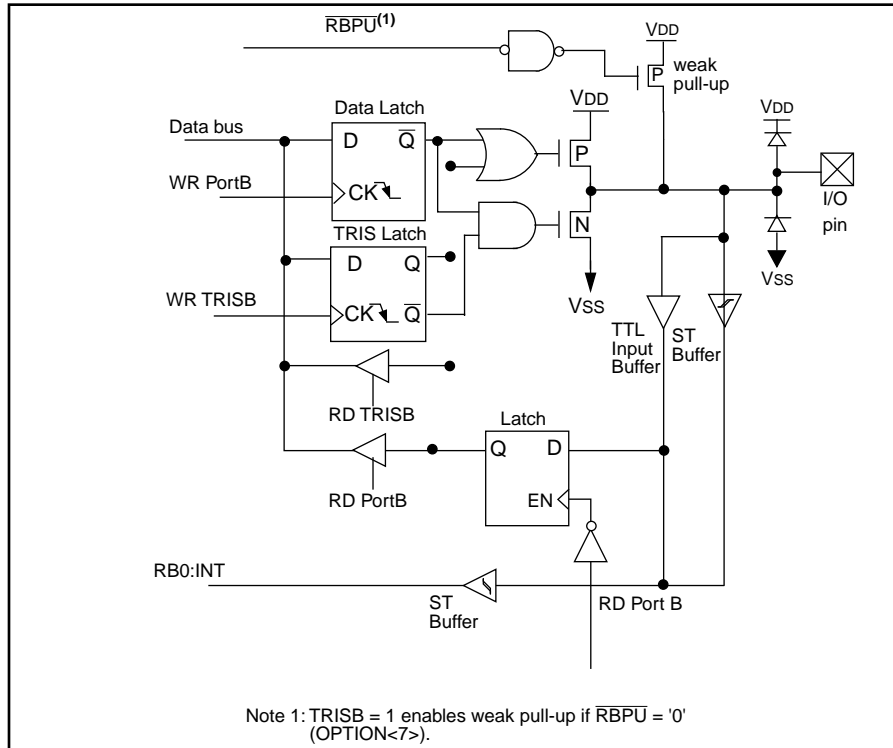 RBPU(1)
VDD
P
weak
pull-up
Data Latch
VDD
VDD
Data bus
D
Q
P
WR PortB
CK
I/O
pin
N
TRIS Latch
D
Q
VSS
WR TRISB
CK
Q
VSS
TTL
Input
Buffer
ST
Buffer
RD TRISB
Latch
Q
D
RD PortB
EN
RB0:INT
ST
Buffer
RD Port B
Note 1: TRISB = 1 enables weak pull-up if RBPU = '0'
(OPTION<7>).